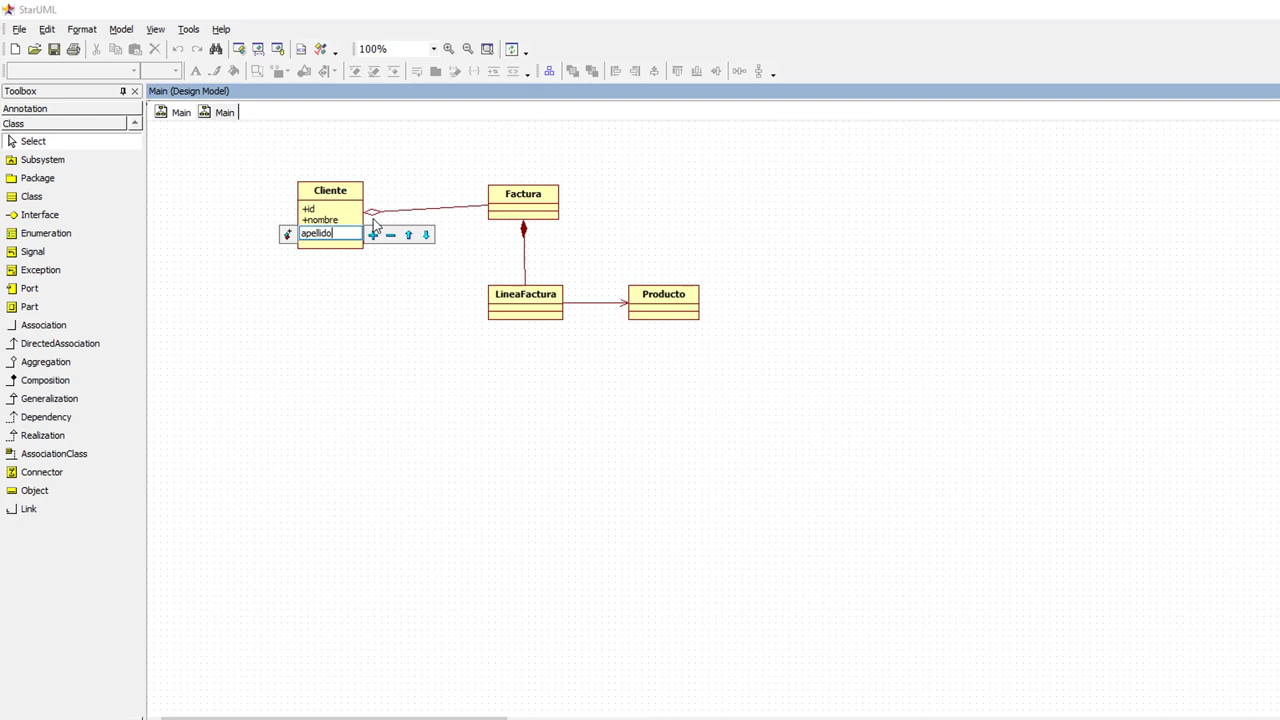 StarUML
File Edit Format Model View Tools Help
100%
Toolbox
Main (Design Model)
Annotation
Class
Main Main
Select
Subsystem
Package
Class
Interface
Enumeration
Signal
Exception
Port
Part
Association
DirectedAssociation
Aggregation
Composition
Generalization
Dependency
Realization
AssociationClass
Connector
Object
Link
Cliente
+id
+nombre
apellido
Factura
LineaFactura
Producto